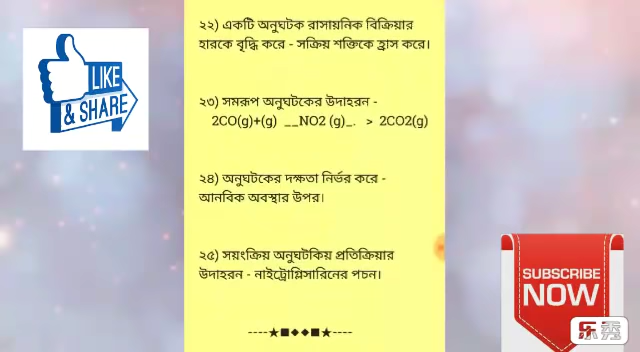 ২২) একটি অনুঘটক রাসায়নিক বিক্রিয়ার
হারকে বৃদ্ধি করে - সক্রিয় শক্তিকে হ্রাস করে।
২৩) সমরূপ অনুঘটকের উদাহরন -
2CO(g)+(g) __NO2 (g)_. > 2CO2(g)
২৪) অনুঘটকের দক্ষতা নির্ভর করে -
আনবিক অবস্থার উপর।
২৫) সয়ংক্রিয় অনুঘটকিয় প্রতিক্রিয়ার
উদাহরন - নাইট্রোগ্লিসারিনের পচন।
----★■◆◆■★----
LIKE
& SHARE
SUBSCRIBE
NOW
乐秀